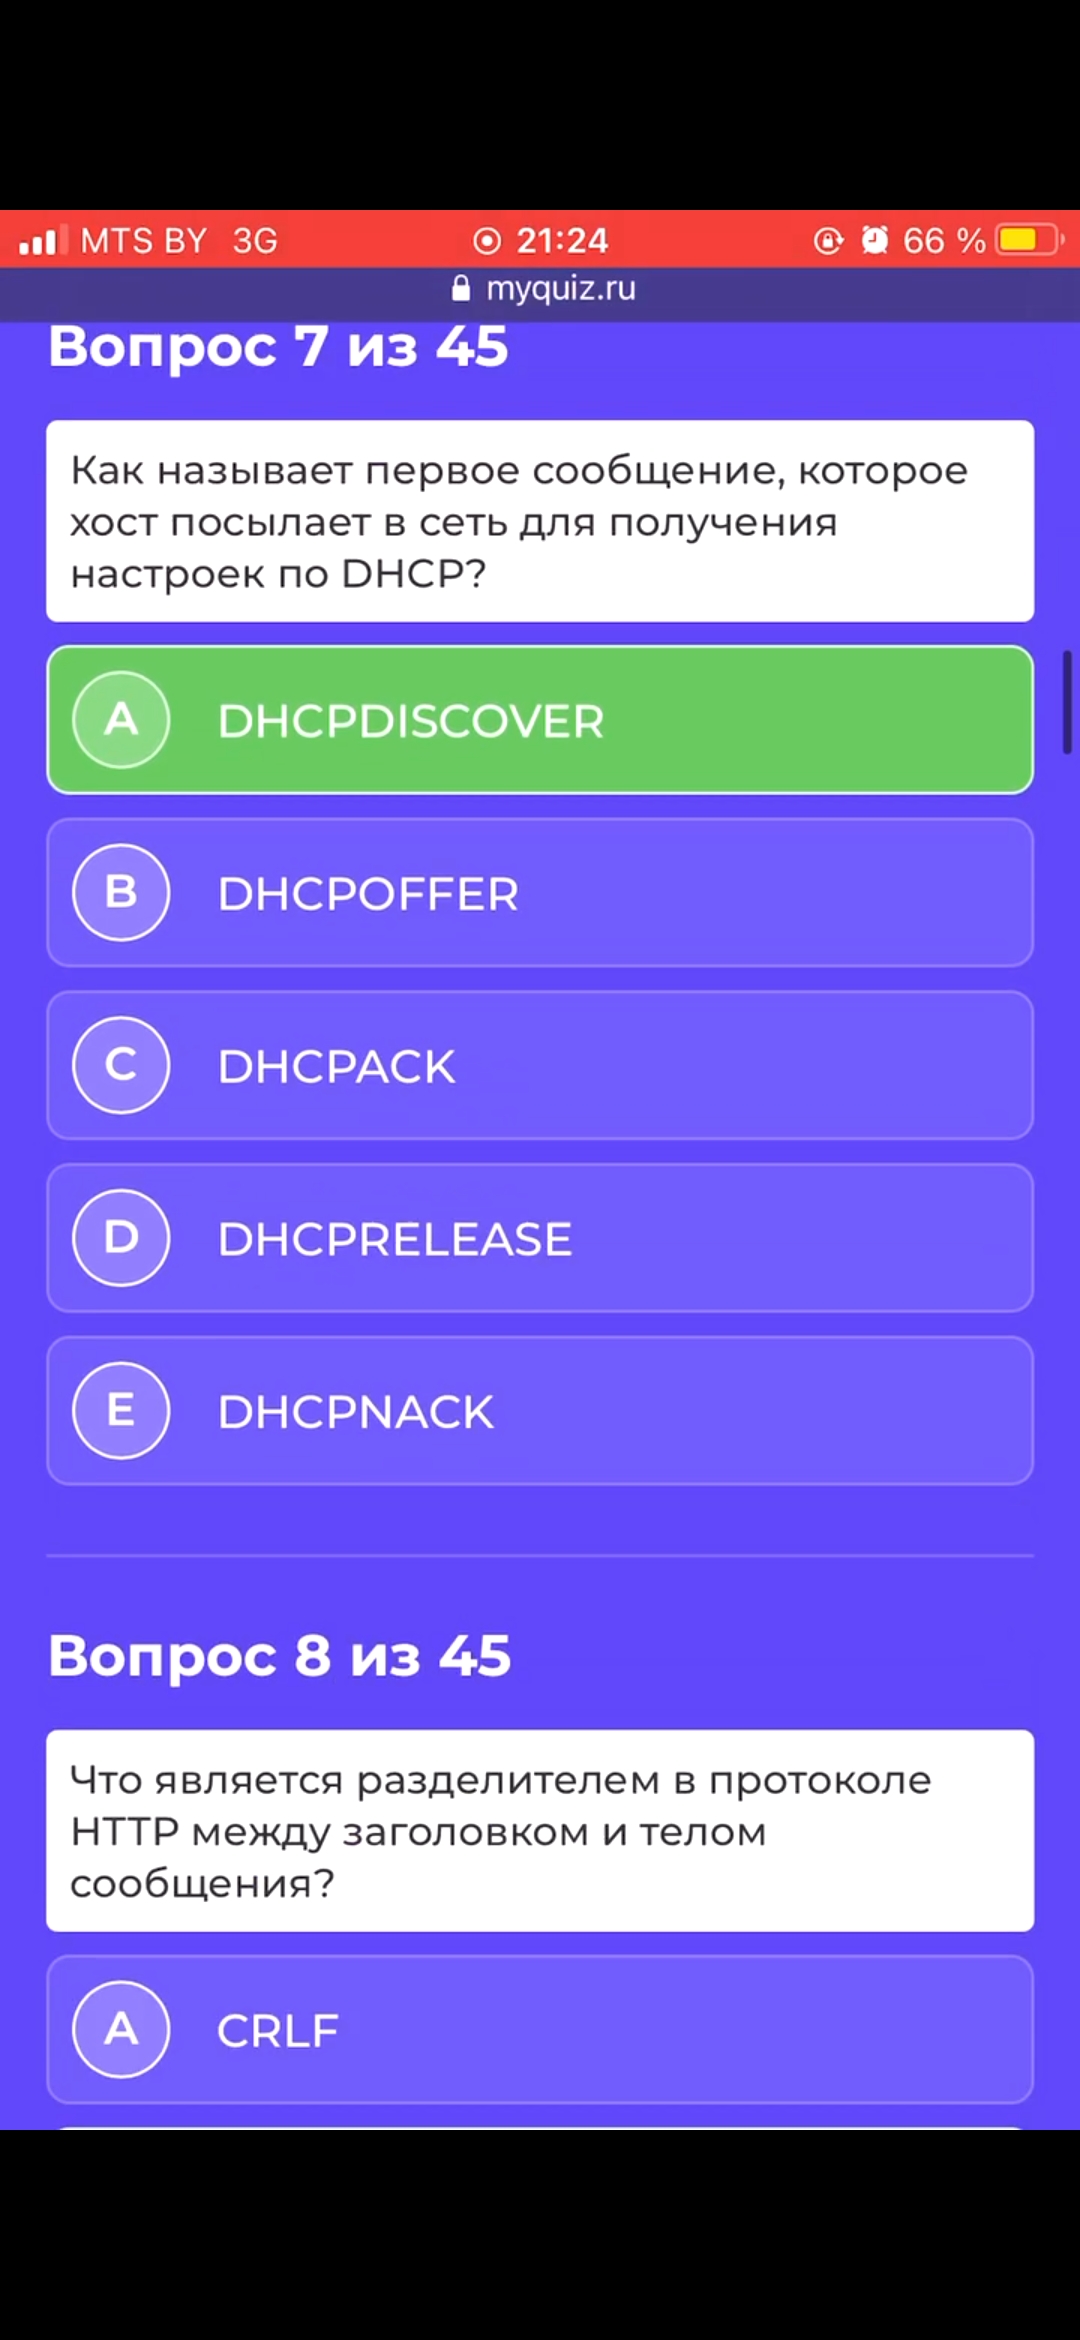 MTS BY 3G 21:24 66 %
myquiz.ru
Вопрос 7 из 45
Как называет первое сообщение, которое
хост посылает в сеть для получения
настроек по DHCP?
A DHCPDISCOVER
B DHCPOFFER
C DHCPACK
D DHCPRELEASE
E DHCPNACK
Вопрос 8 из 45
Что является разделителем в протоколе
HTTP между заголовком и телом
сообщения?
A CRLF